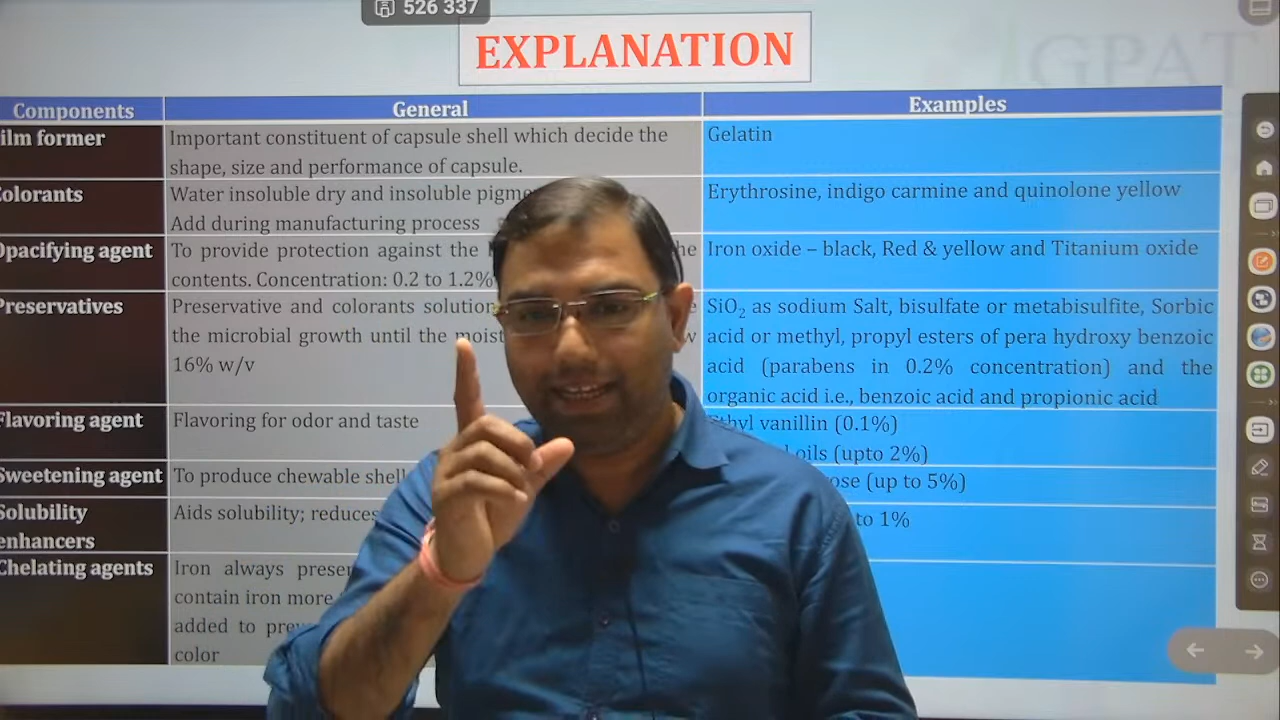 526 337
EXPLANATION
GPAT
Components General Examples
ilm former Important constituent of capsule shell which decide the Gelatin
shape, size and performance of capsule.
olorants Water insoluble dry and insoluble Erythrosine, indigo carmine and quinolone yellow
Add during manufacturing process
pacifying agent To provide protection against the he Iron oxide – black, Red & yellow and Titanium oxide
contents. Concentration: 0.2 to 1.2%
Preservatives Preservative and colorants solution SiO₂ as sodium Salt, bisulfate or metabisulfite, Sorbic
the microbial growth until the w acid or methyl, propyl esters of pera hydroxy benzoic
16% w/v acid (parabens in 0.2% concentration) and the
organic acid i.e., benzoic acid and propionic acid
Flavoring agent Flavoring for odor and taste thyl vanillin (0.1%)
oils (upto 2%)
Sweetening agent To produce chewable shell ose (up to 5%)
Solubility Aids solubility; reduces to 1%
enhancers
Chelating agents Iron always
contain iron more
added to
color